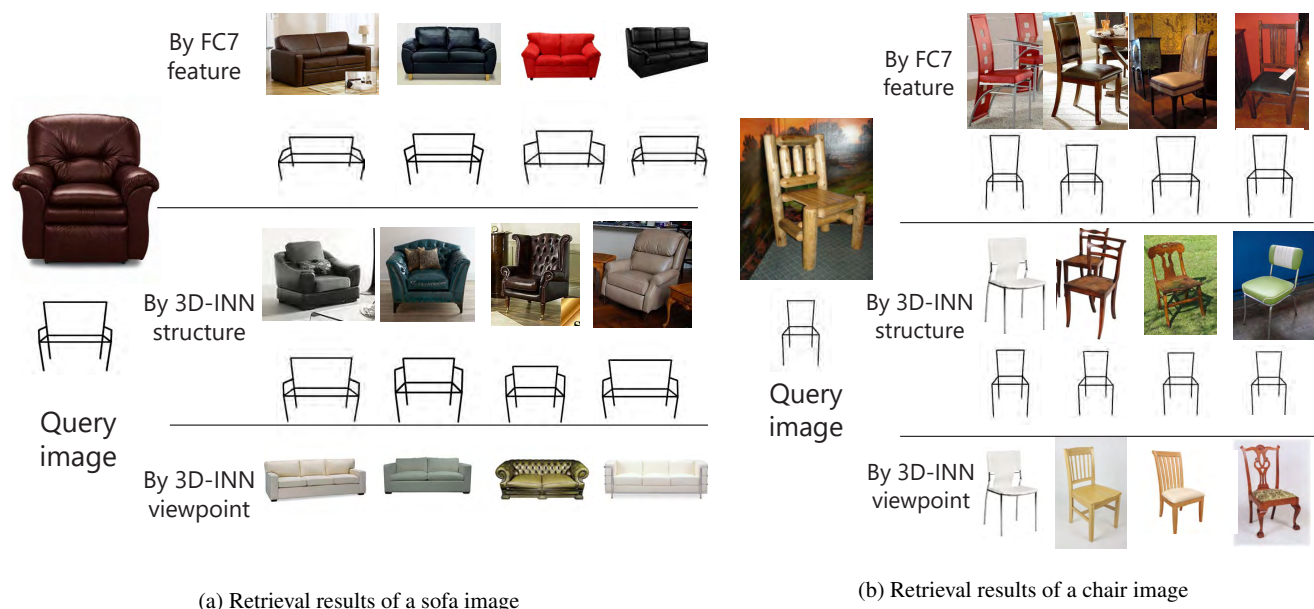 By FC7
feature
By 3D-INN
structure
Query
image
By 3D-INN
viewpoint
(a) Retrieval results of a sofa image
By FC7
feature
By 3D-INN
structure
Query
image
By 3D-INN
viewpoint
(b) Retrieval results of a chair image